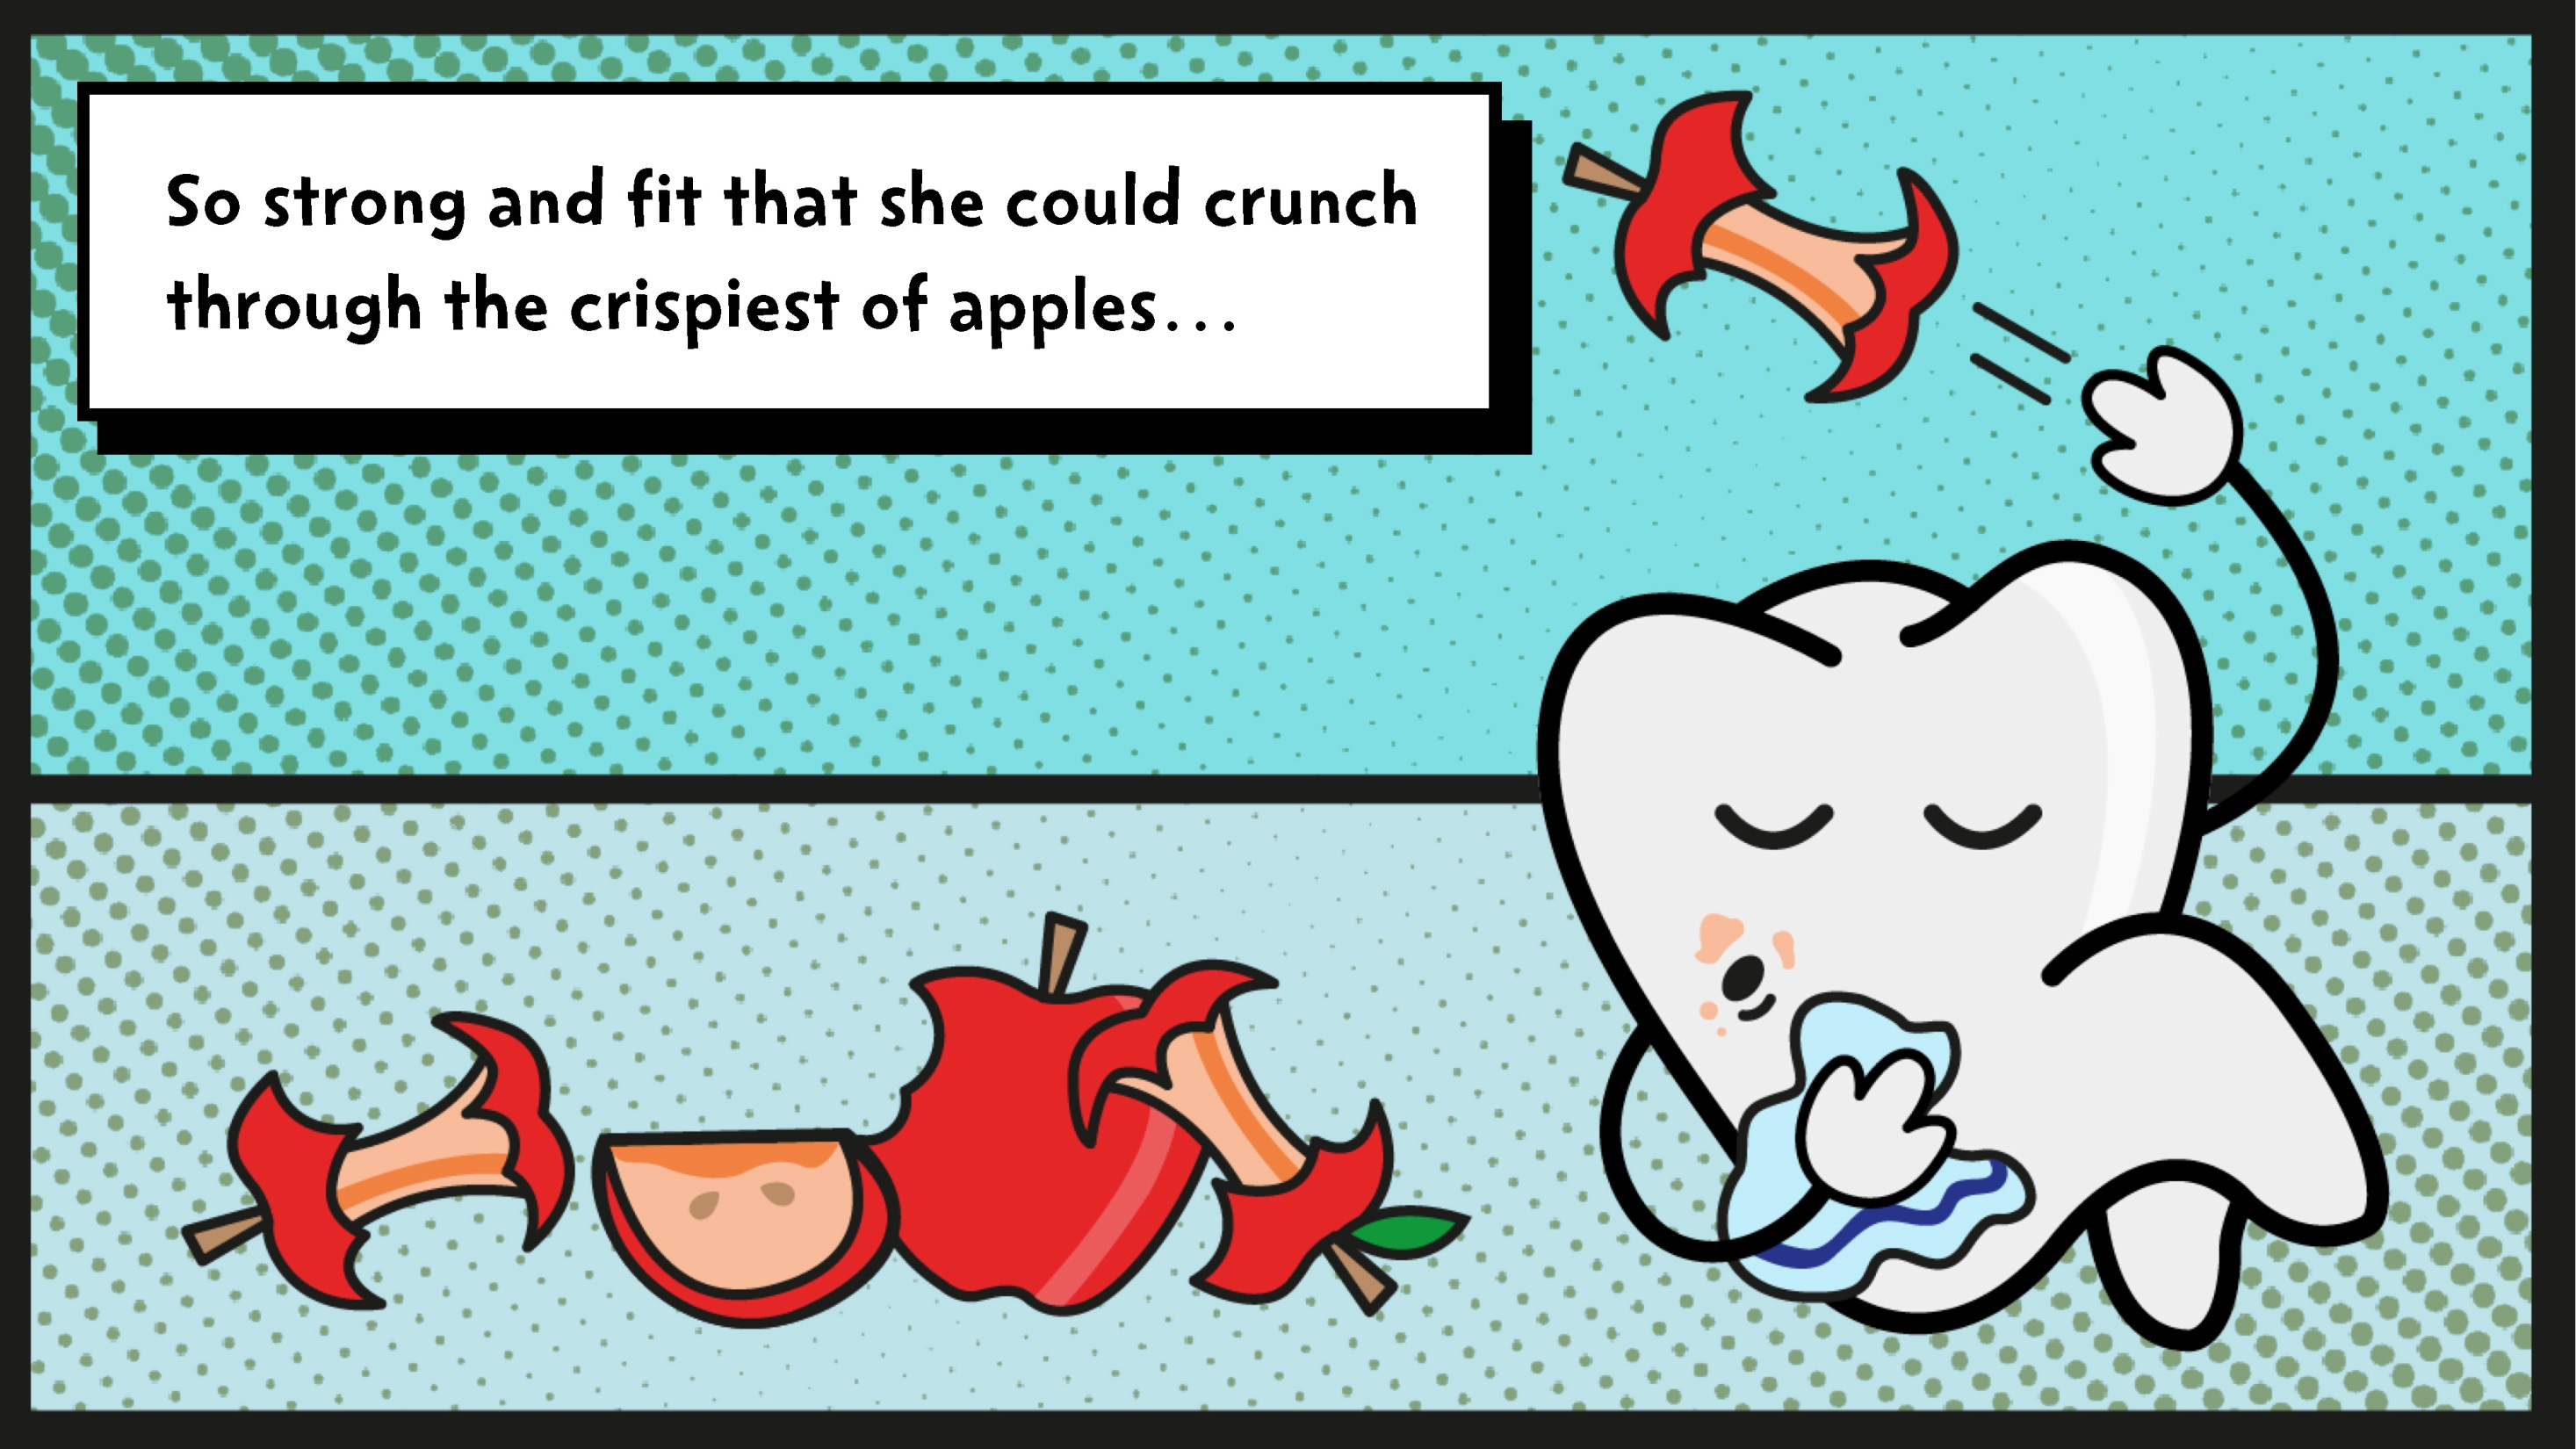 So strong and fit that she could crunch
through the crispiest of apples...